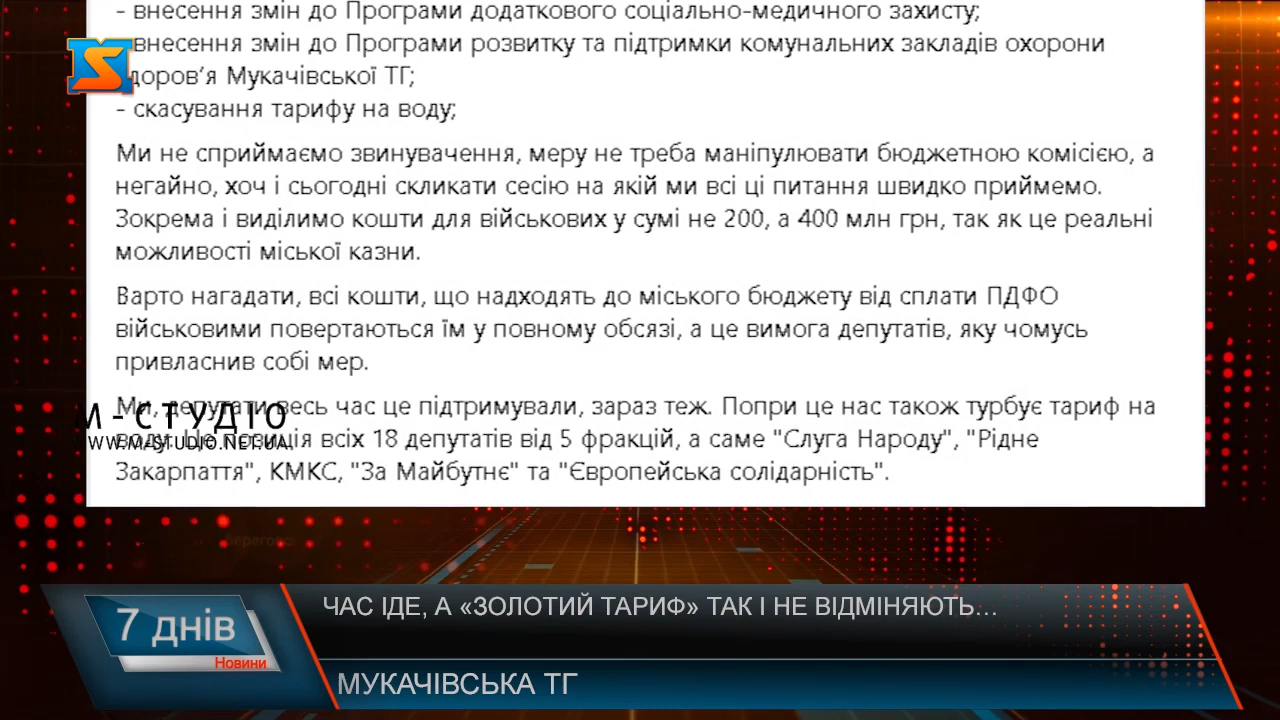 - внесення змін до Програми додаткового соціально-медичного захисту;
- внесення змін до Програми розвитку та підтримки комунальних закладів охорони
здоров'я Мукачівської ТГ;
- скасування тарифу на воду;
Ми не сприймаємо звинувачення, меру не треба маніпулювати бюджетною комісією, а
негайно, хоч і сьогодні скликати сесію на якій ми всі ці питання швидко приймемо.
Зокрема і виділимо кошти для військових у сумі не 200, а 400 млн грн, так як це реальні
можливості міської казни.
Варто нагадати, всі кошти, що надходять до міського бюджету від сплати ПДФО
військовими повертаються їм у повному обсязі, а це вимога депутатів, яку чомусь
привласнив собі мер.
Ми, депутати весь час це підтримували, зараз теж. Попри це нас також турбує тариф на
воду. Це позиція всіх 18 депутатів від 5 фракцій, а саме "Слуга Народу", "Рідне
Закарпаття", КМКС, "За Майбутнє" та "Європейська солідарність".
М-СТУДІО
WWW.M-STUDIO.NET.UA
7 днів
Новини
ЧАС ІДЕ, А «ЗОЛОТИЙ ТАРИФ» ТАК І НЕ ВІДМІНЯЮТЬ...
МУКАЧІВСЬКА ТГ